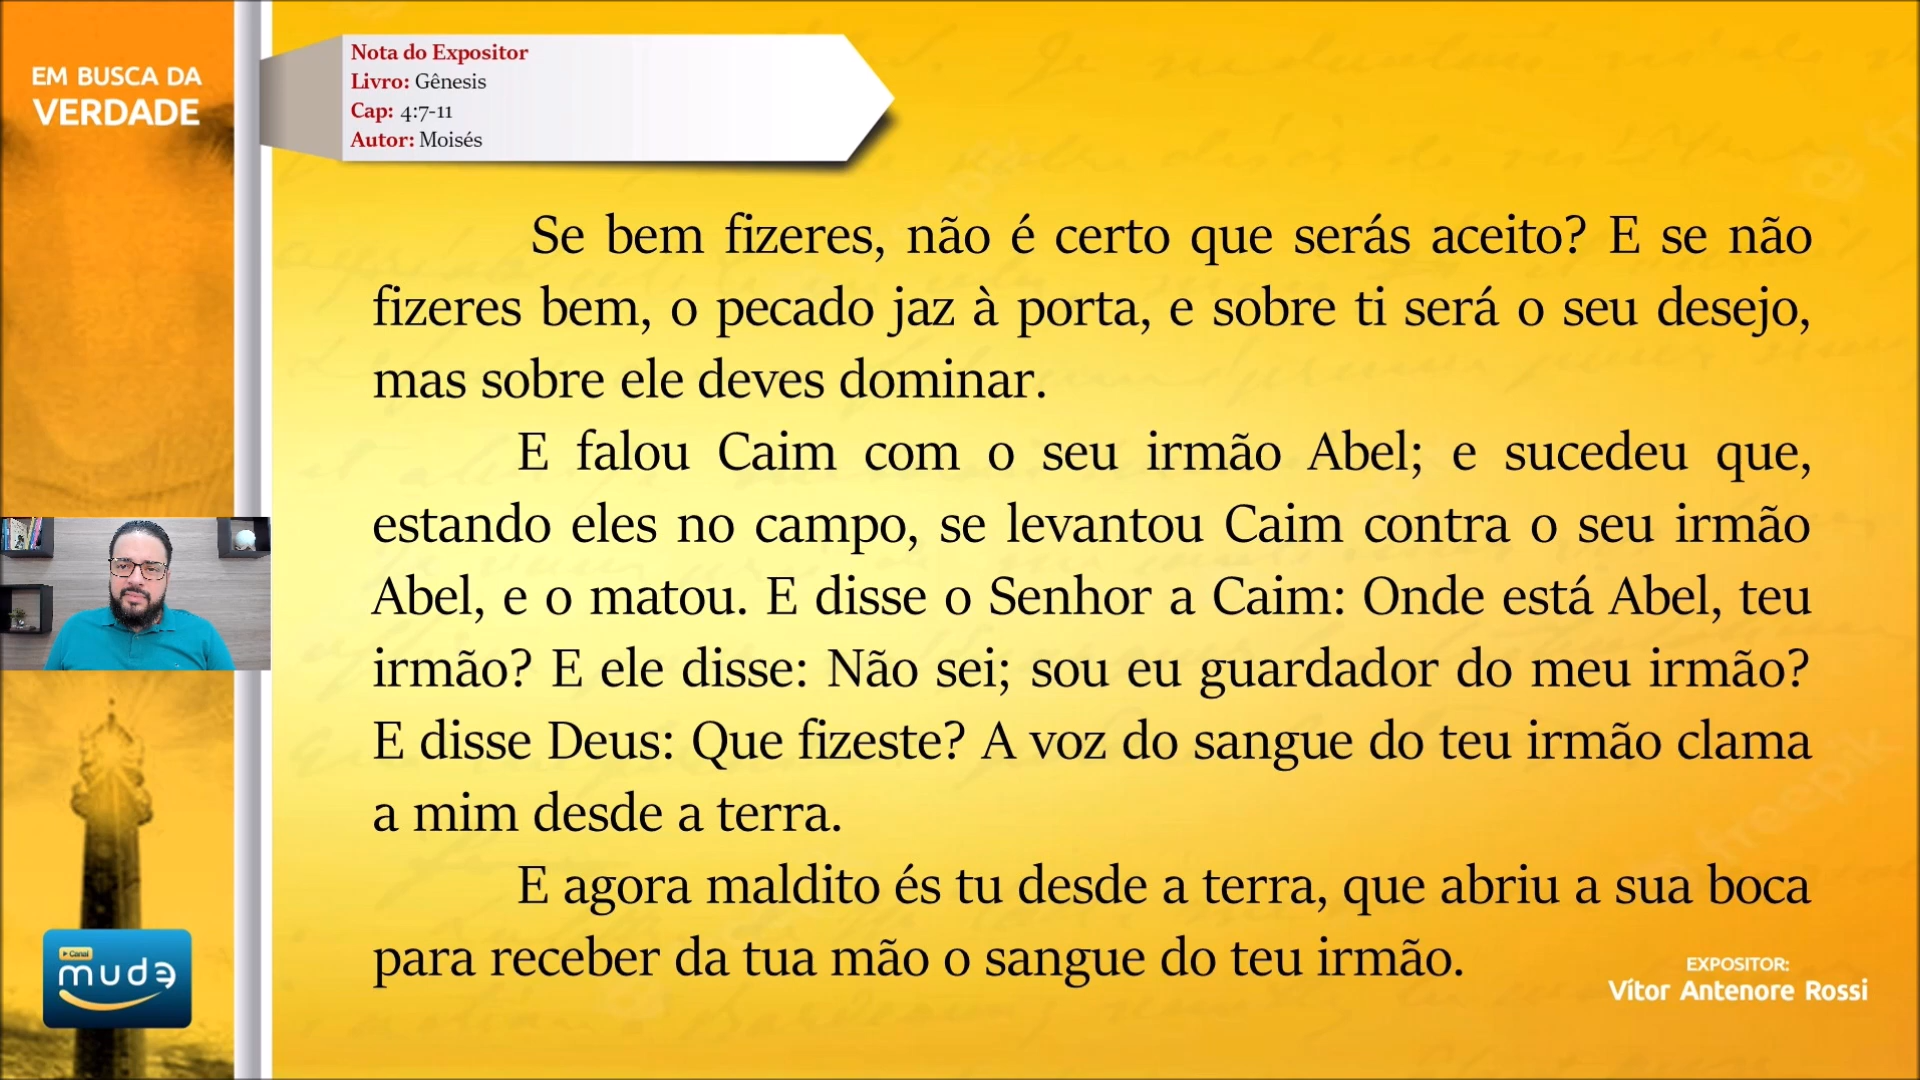 EM BUSCA DA
VERDADE
Nota do Expositor
Livro: Gênesis
Cap: 4:7-11
Autor: Moisés
Se bem fizeres, não é certo que serás aceito? E se não
fizeres bem, o pecado jaz à porta, e sobre ti será o seu desejo,
mas sobre ele deves dominar.
E falou Caim com o seu irmão Abel; e sucedeu que,
estando eles no campo, se levantou Caim contra o seu irmão
Abel, e o matou. E disse o Senhor a Caim: Onde está Abel, teu
irmão? E ele disse: Não sei; sou eu guardador do meu irmão?
E disse Deus: Que fizeste? A voz do sangue do teu irmão clama
a mim desde a terra.
E agora maldito és tu desde a terra, que abriu a sua boca
para receber da tua mão o sangue do teu irmão.
Canal
mude
EXPOSITOR:
Vítor Antenore Rossi